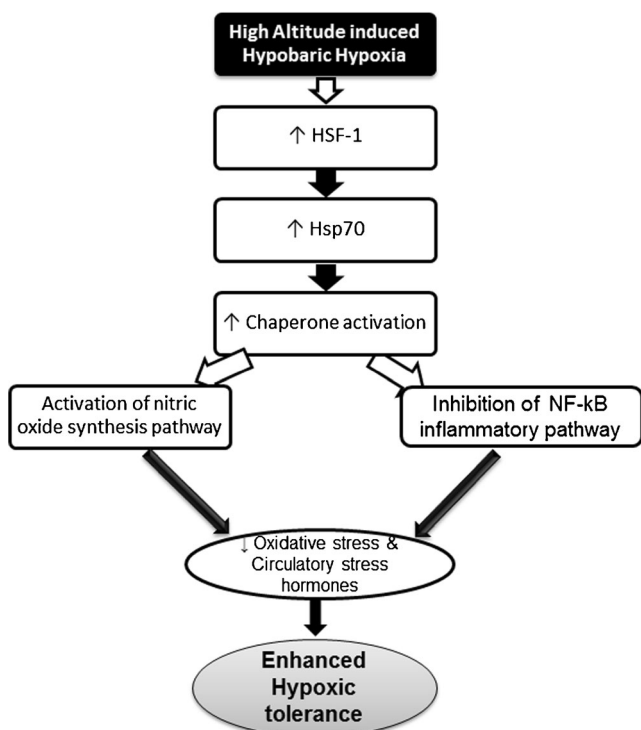 High Altitude induced
Hypobaric Hypoxia
↑ HSF-1
↑ Hsp70
↑ Chaperone activation
Activation of nitric
oxide synthesis pathway
Inhibition of NF-kB
inflammatory pathway
↓ Oxidative stress &
Circulatory stress
hormones
Enhanced
Hypoxic
tolerance